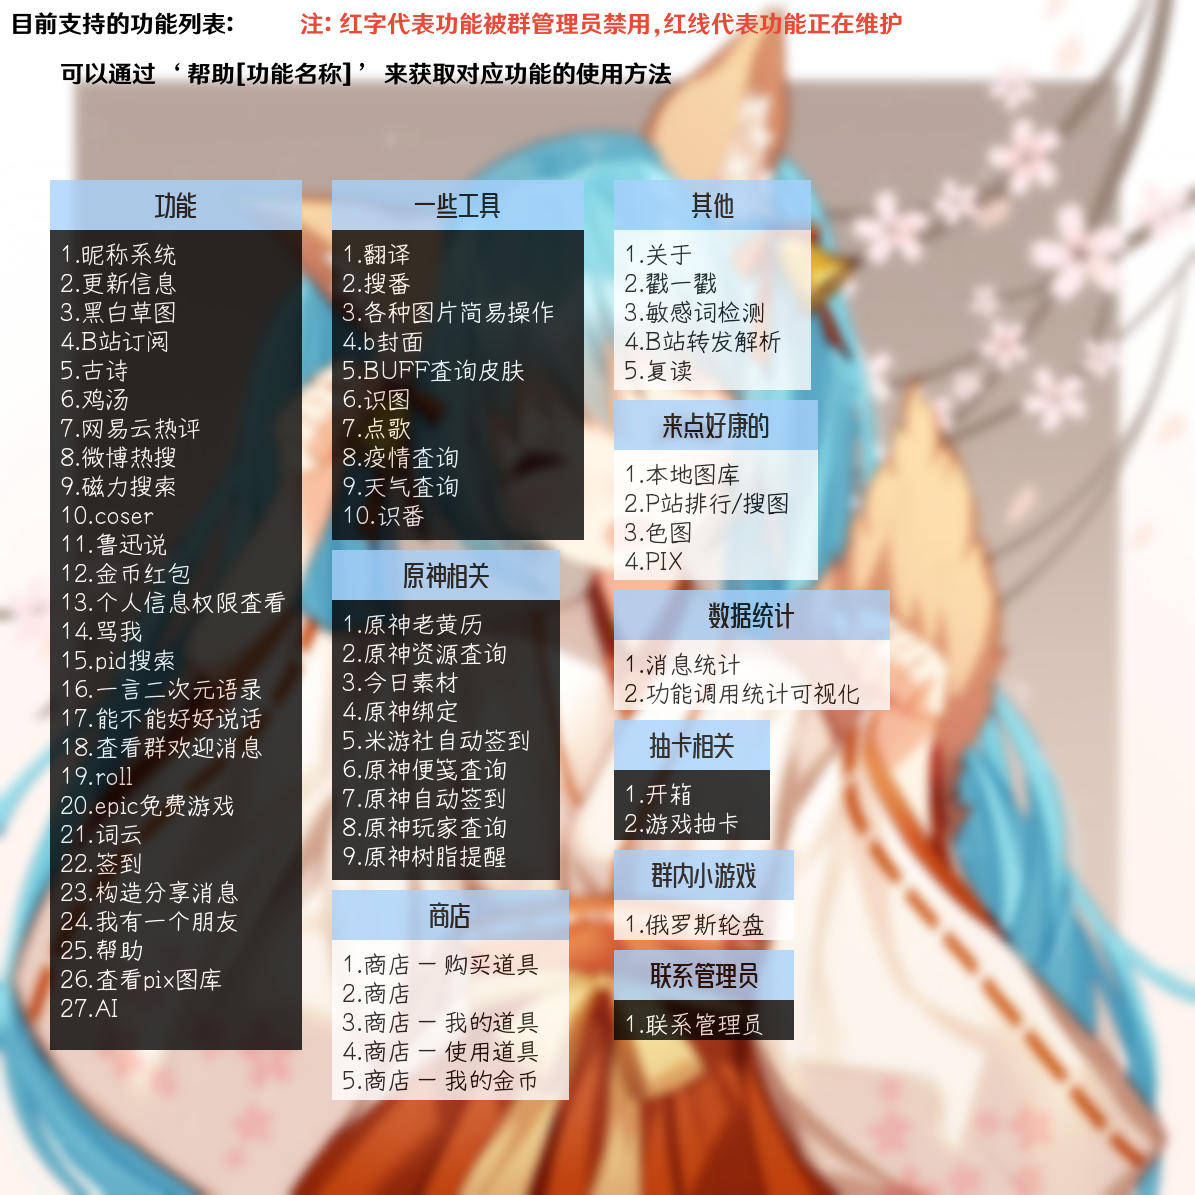 目前支持的功能列表:
注: 红字代表功能被群管理员禁用,红线代表功能正在维护
可以通过 ‘ 帮助[功能名称] ’ 来获取对应功能的使用方法
功能
1.昵称系统
2.更新信息
3.黑白草图
4.B站订阅
5.古诗
6.鸡汤
7.网易云热评
8.微博热搜
9.磁力搜索
10.coser
11.鲁迅说
12.金币红包
13.个人信息权限查看
14.骂我
15.pid搜索
16.一言二次元语录
17.能不能好好说话
18.查看群欢迎消息
19.roll
20.epic免费游戏
21.词云
22.签到
23.构造分享消息
24.我有一个朋友
25.帮助
26.查看pix图库
27.AI
一些工具
1.翻译
2.搜番
3.各种图片简易操作
4.b封面
5.BUFF查询皮肤
6.识图
7.点歌
8.疫情查询
9.天气查询
10.识番
原神相关
1.原神老黄历
2.原神资源查询
3.今日素材
4.原神绑定
5.米游社自动签到
6.原神便笺查询
7.原神自动签到
8.原神玩家查询
9.原神树脂提醒
商店
1.商店 - 购买道具
2.商店
3.商店 - 我的道具
4.商店 - 使用道具
5.商店 - 我的金币
其他
1.关于
2.戳一戳
3.敏感词检测
4.B站转发解析
5.复读
来点好康的
1.本地图库
2.P站排行/搜图
3.色图
4.PIX
数据统计
1.消息统计
2.功能调用统计可视化
抽卡相关
1.开箱
2.游戏抽卡
群内小游戏
1.俄罗斯轮盘
联系管理员
1.联系管理员